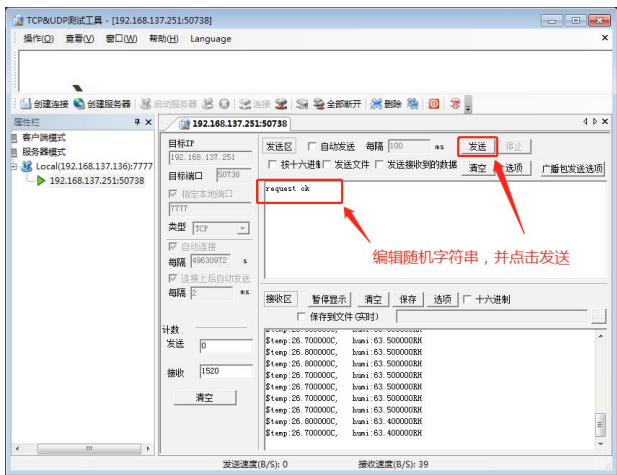 TCP&UDP测试工具 - [192.168.137.251:50738]
操作(O) 查看(V) 窗口(W) 帮助(H) Language
创建连接 创建服务器 启动服务器 连接 全部断开 删除
属性栏
客户端模式
服务器模式
Local(192.168.137.136):7777
192.168.137.251:50738
192.168.137.251:50738
目标IP
192.168.137.251
目标端口 50738
指定本地端口
7777
类型 TCP
自动连接
每隔 49630972 s
连接上后自动发送
每隔 2 ms
计数
发送 0
接收 1520
清空
发送区 自动发送 每隔 100 ms 发送 停止
按十六进制 发送文件 发送接收到的数据 清空 选项 广播包发送选项
request ok
编辑随机字符串，并点击发送
接收区 暂停显示 清空 保存 选项 十六进制
保存到文件(实时)
$temp:26.700000C, humi:63.500000RH
$temp:26.800000C, humi:63.500000RH
$temp:26.700000C, humi:63.500000RH
$temp:26.700000C, humi:63.500000RH
$temp:26.700000C, humi:63.500000RH
$temp:26.700000C, humi:63.500000RH
$temp:26.800000C, humi:63.400000RH
$temp:26.700000C, humi:63.400000RH
发送速度(B/S): 0 接收速度(B/S): 39